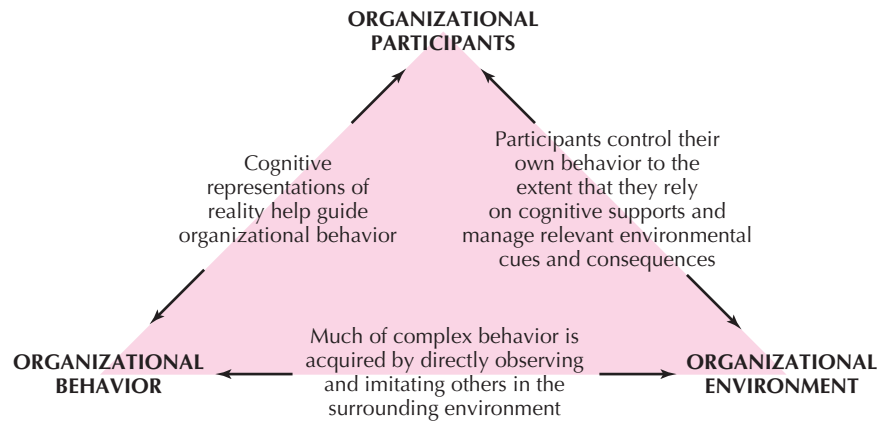 ORGANIZATIONAL
PARTICIPANTS
Cognitive
representations of
reality help guide
organizational behavior
Participants control their
own behavior to the
extent that they rely
on cognitive supports and
manage relevant environmental
cues and consequences
Much of complex behavior is
acquired by directly observing
and imitating others in the
surrounding environment
ORGANIZATIONAL
BEHAVIOR
ORGANIZATIONAL
ENVIRONMENT